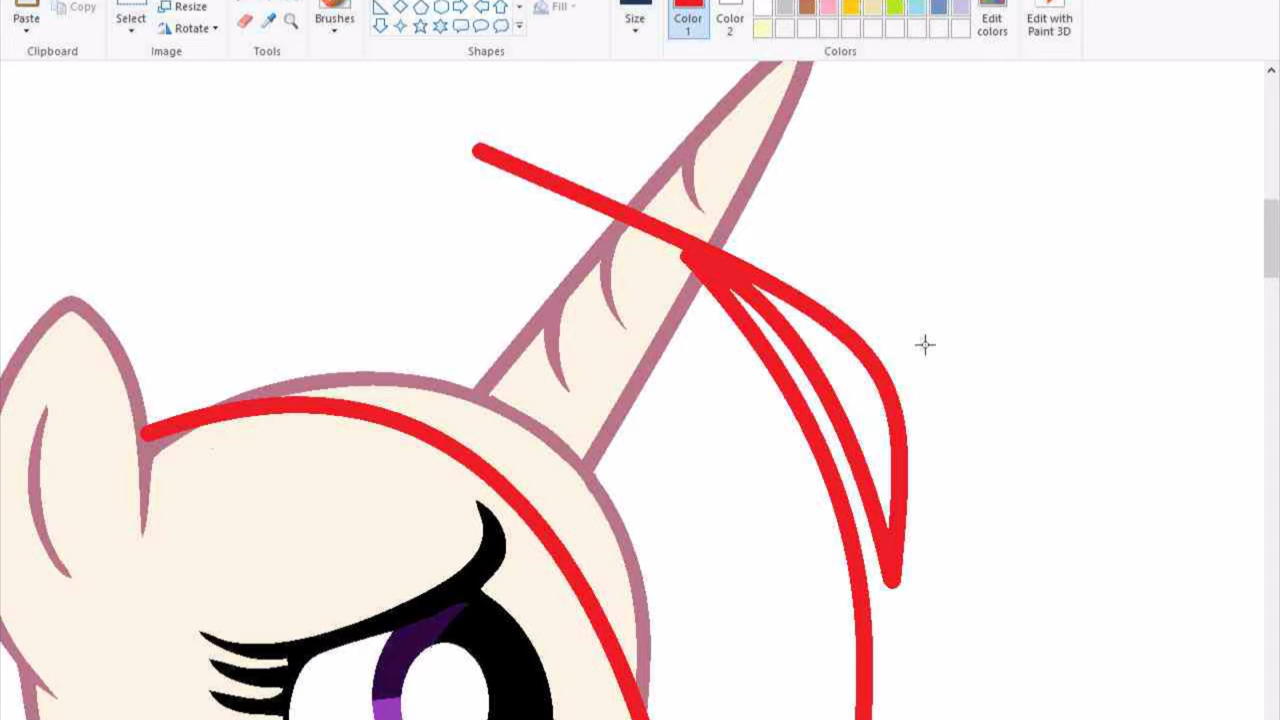 Paste
Copy
Select
Resize
Rotate
Brushes
Fill
Size
Color
1
Color
2
Edit
colors
Edit with
Paint 3D
Clipboard
Image
Tools
Shapes
Colors